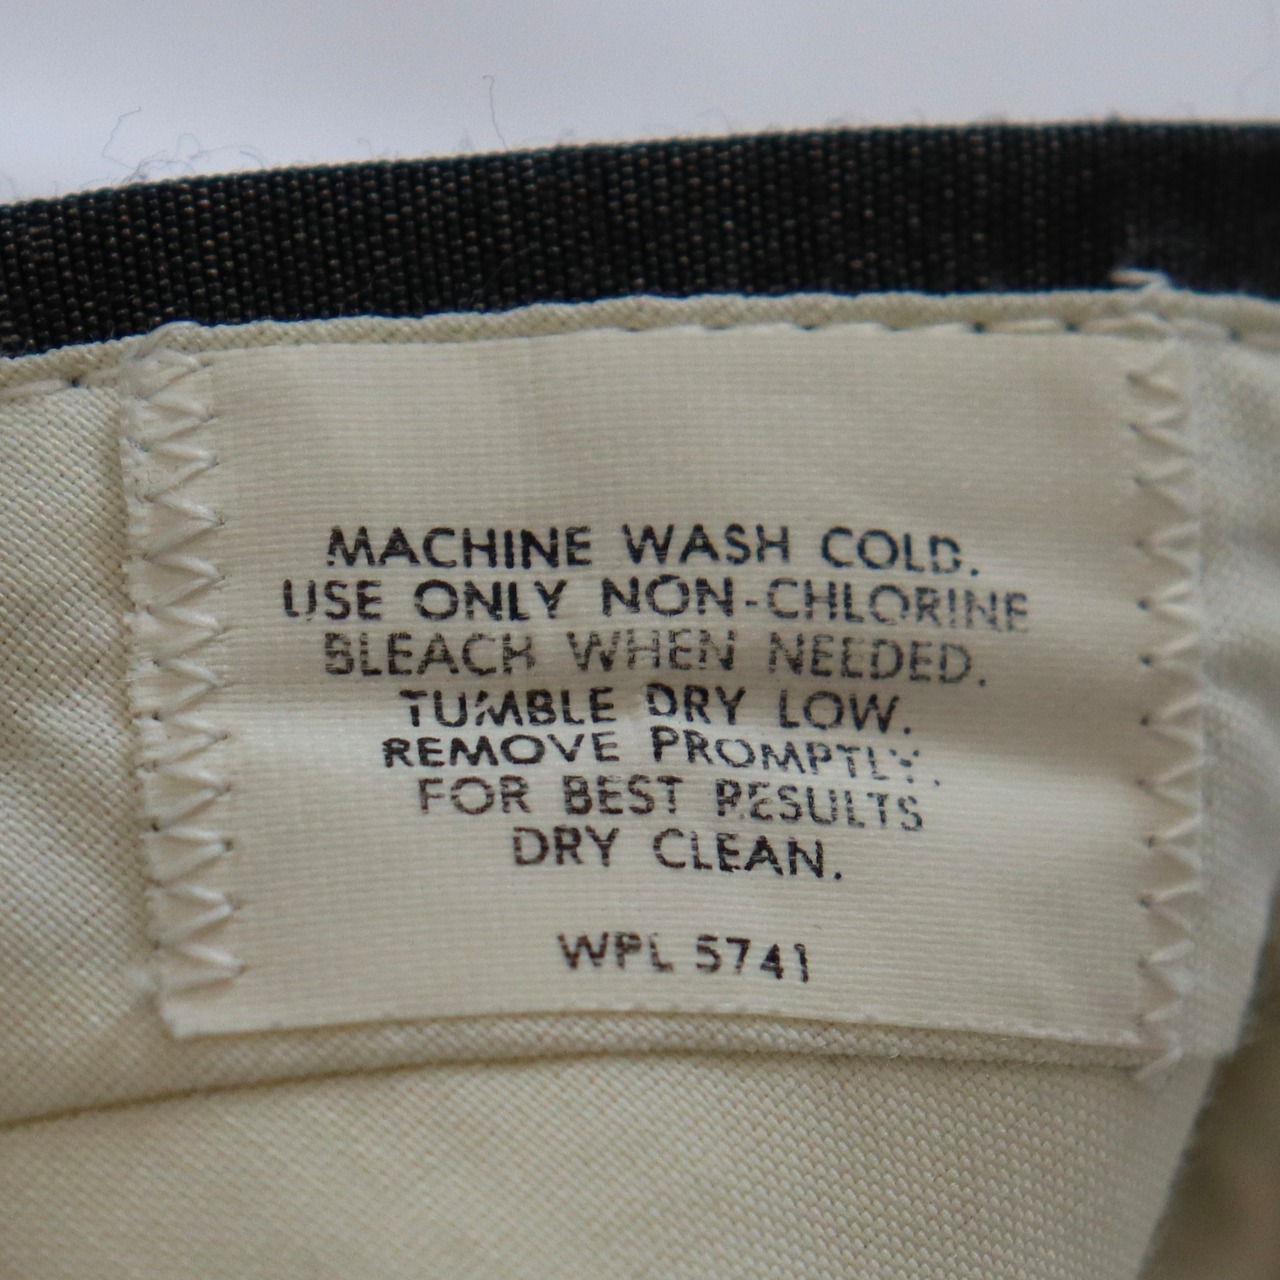 MACHINE WASH COLD.
USE ONLY NON-CHLORINE
BLEACH WHEN NEEDED.
TUMBLE DRY LOW.
REMOVE PROMPTLY.
FOR BEST RESULTS
DRY CLEAN.
WPL 5741